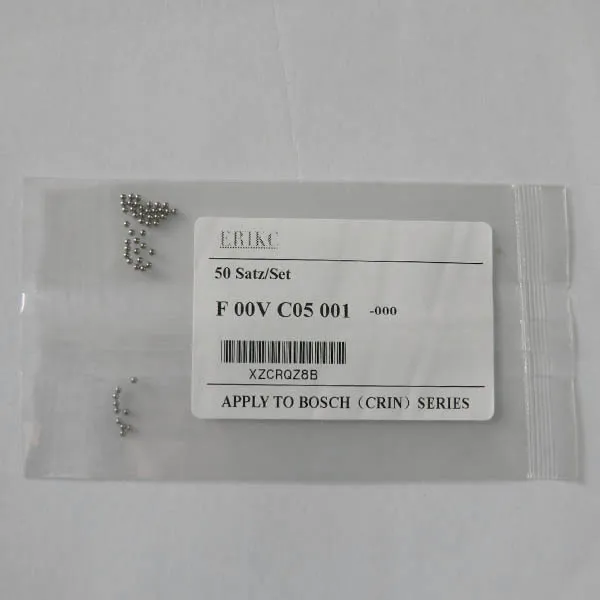 ERIKC
50 Satz/Set
F 00V C05 001 -000
XZCRQZ8B
APPLY TO BOSCH（CRIN）SERIES